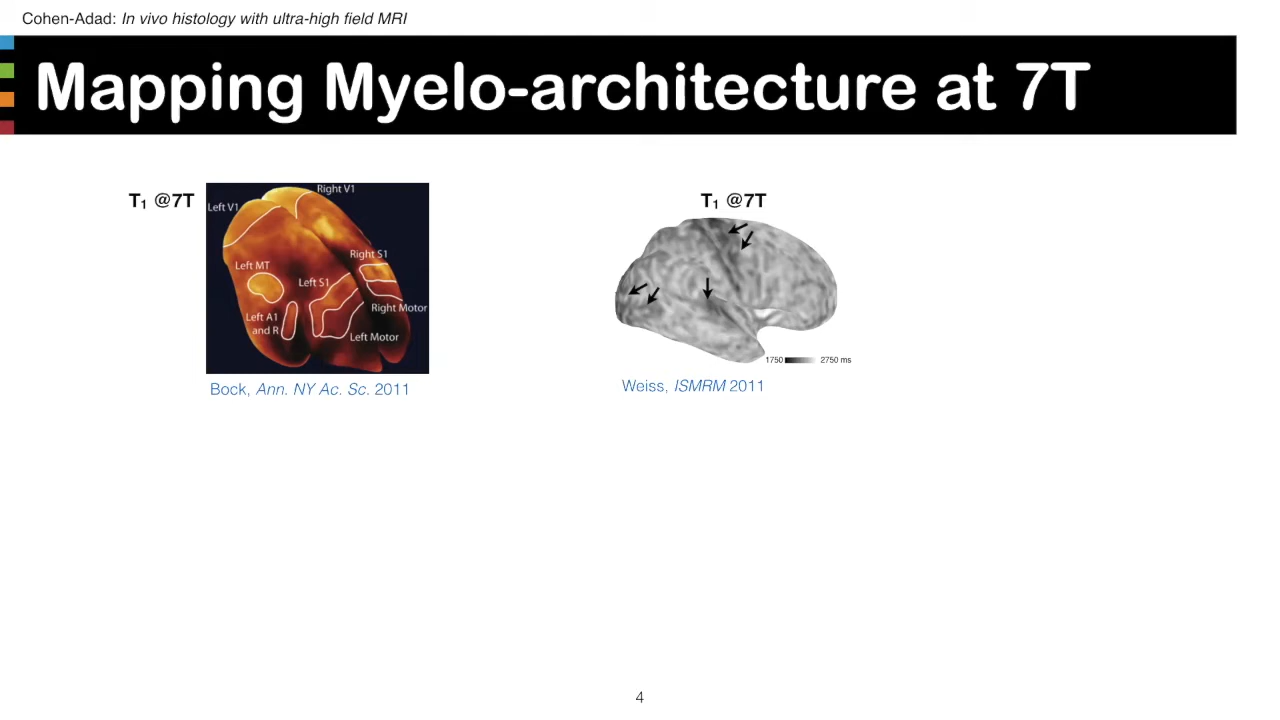 Cohen-Adad: In vivo histology with ultra-high field MRI
Mapping Myelo-architecture at 7T
T₁ @7T
Right V1
Left V1
Right S1
Left MT
Left S1
Right Motor
Left A1
and R
Left Motor
Bock, Ann. NY Ac. Sc. 2011
T₁ @7T
1750 2750 ms
Weiss, ISMRM 2011
4